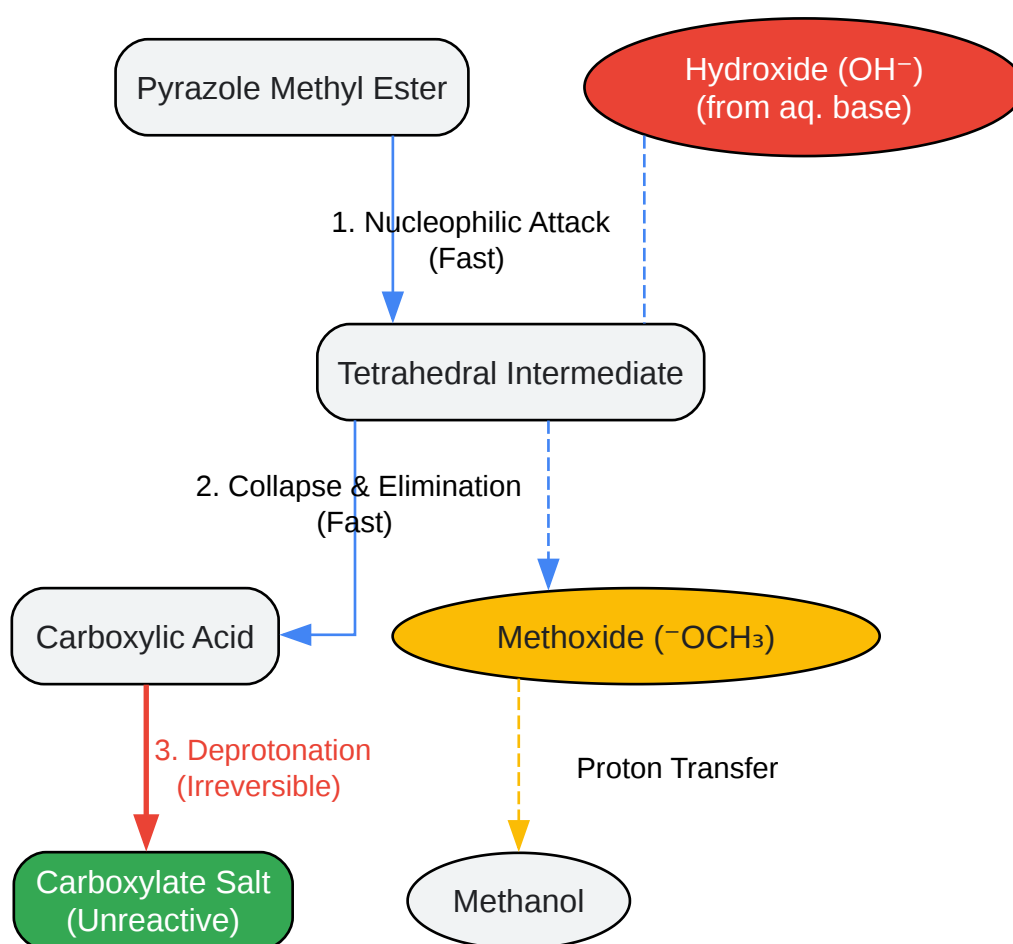 Pyrazole Methyl Ester
Hydroxide (OH⁻)
(from aq. base)
1. Nucleophilic Attack
(Fast)
Tetrahedral Intermediate
2. Collapse & Elimination
(Fast)
Carboxylic Acid
Methoxide (⁻OCH₃)
3. Deprotonation
(Irreversible)
Proton Transfer
Carboxylate Salt
(Unreactive)
Methanol